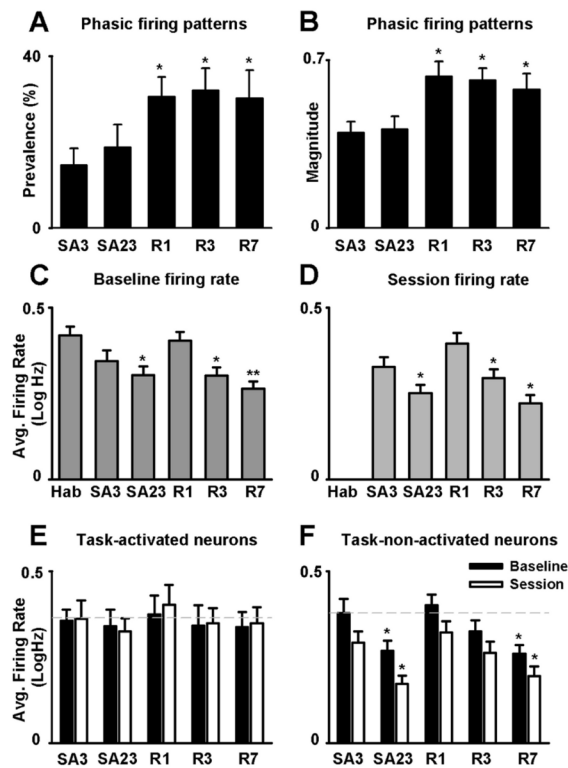 A Phasic firing patterns
40
Prevalence (%)
0
* * *
SA3 SA23 R1 R3 R7
B Phasic firing patterns
0.7
Magnitude
0
* * *
SA3 SA23 R1 R3 R7
C Baseline firing rate
0.5
Avg. Firing Rate
(Log Hz)
0
* * **
Hab SA3 SA23 R1 R3 R7
D Session firing rate
0.5
0
* * *
Hab SA3 SA23 R1 R3 R7
E Task-activated neurons
0.5
Avg. Firing Rate
(LogHz)
0
SA3 SA23 R1 R3 R7
F Task-non-activated neurons
Baseline
Session
0.5
0
* * * *
SA3 SA23 R1 R3 R7